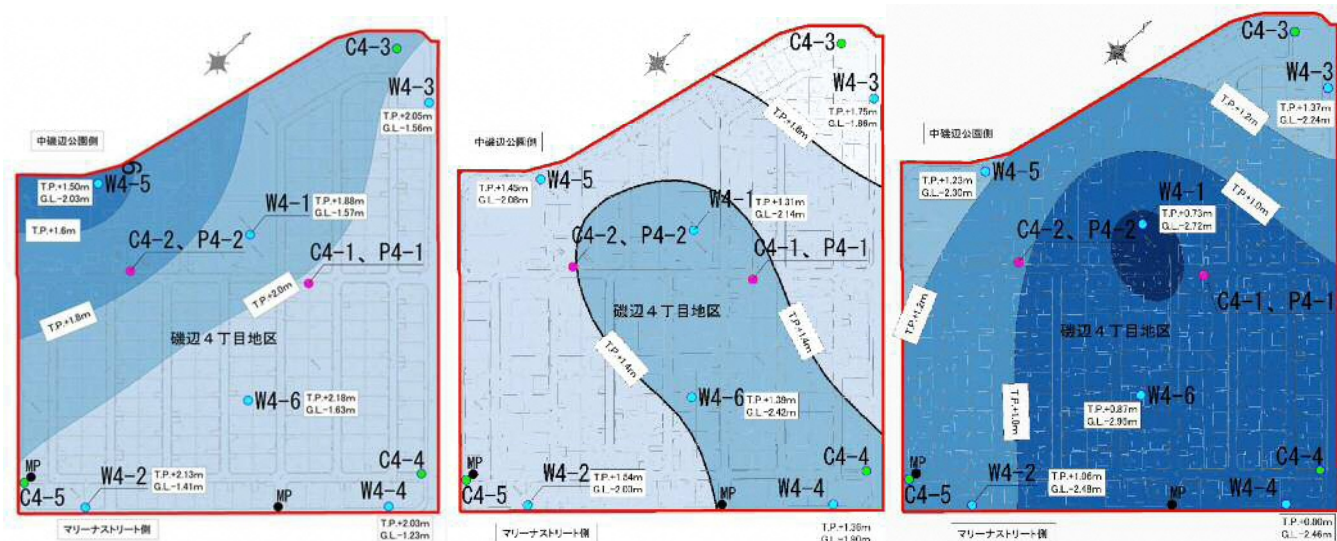 C4-3
W4-3
T.P.+2.05m
G.L.-1.56m
中磯辺公園側
T.P.+1.50m
G.L.-2.03m
W4-5
T.P.+1.6m
W4-1
T.P.+1.88m
G.L.-1.57m
C4-2、P4-2
C4-1、P4-1
T.P.+2.0m
T.P.+1.8m
磯辺4丁目地区
W4-6
T.P.+2.18m
G.L.-1.63m
MP
C4-5
W4-2
T.P.+2.13m
G.L.-1.41m
C4-4
MP
W4-4
マリーナストリート側
T.P.+2.03m
G.L.-1.23m
C4-3
W4-3
T.P.+1.75m
G.L.-1.86m
T.P.+1.6m
中磯辺公園側
T.P.+1.45m
G.L.-2.08m
W4-5
W4-1
T.P.+1.31m
G.L.-2.14m
C4-2、P4-2
C4-1、P4-1
磯辺4丁目地区
T.P.+1.4m
T.P.+1.4m
W4-6
T.P.+1.39m
G.L.-2.42m
MP
C4-5
W4-2
T.P.+1.54m
G.L.-2.00m
C4-4
MP
W4-4
マリーナストリート側
T.P.+1.36m
G.L.-1.90m
C4-3
W4-3
T.P.+1.37m
G.L.-2.24m
T.P.+1.2m
中磯辺公園側
T.P.+1.23m
G.L.-2.30m
W4-5
W4-1
T.P.+0.73m
G.L.-2.72m
T.P.+1.0m
C4-2、P4-2
C4-1、P4-1
T.P.+1.2m
磯辺4丁目地区
T.P.+1.0m
W4-6
T.P.+0.87m
G.L.-2.95m
MP
C4-5
W4-2
T.P.+1.06m
G.L.-2.48m
C4-4
MP
W4-4
マリーナストリート側
T.P.+0.80m
G.L.-2.46m